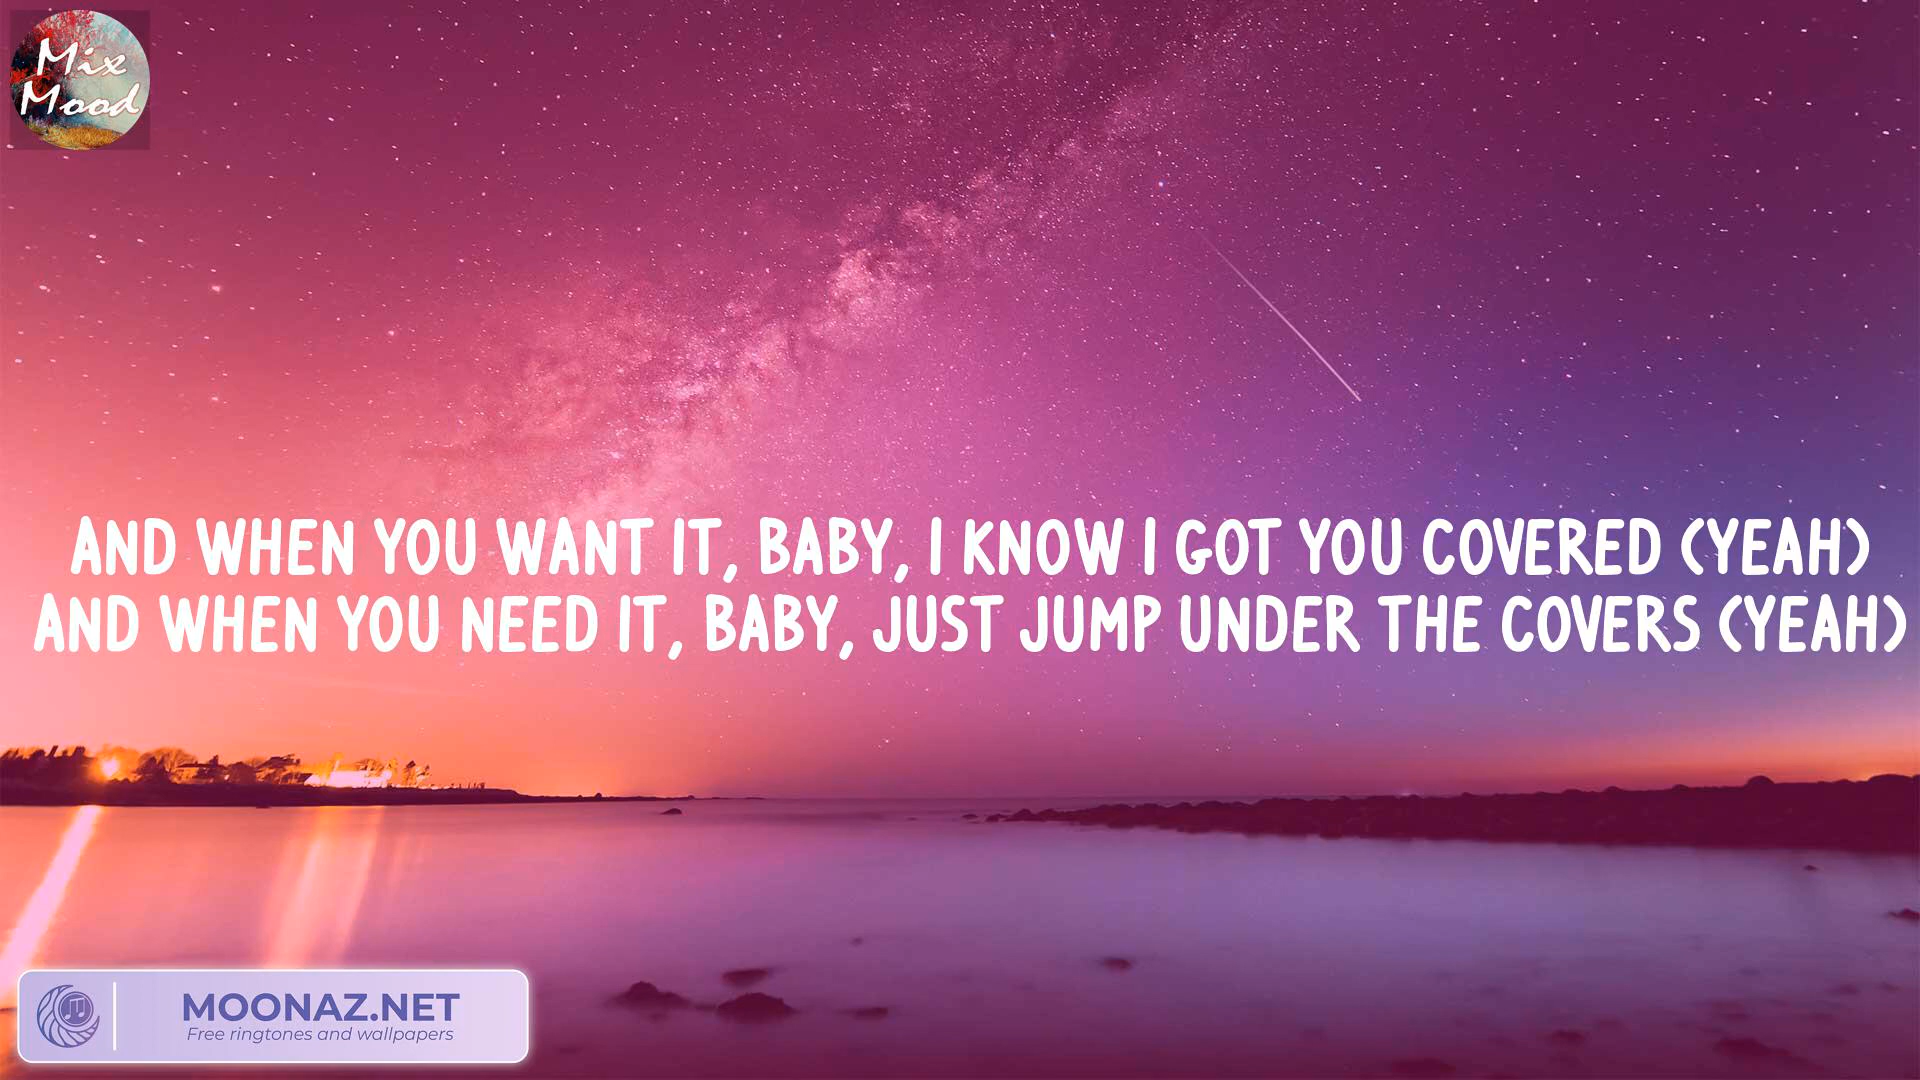 Mix
Mood
AND WHEN YOU WANT IT, BABY, I KNOW I GOT YOU COVERED (YEAH)
AND WHEN YOU NEED IT, BABY, JUST JUMP UNDER THE COVERS (YEAH)
MOONAZ.NET
Free ringtones and wallpapers